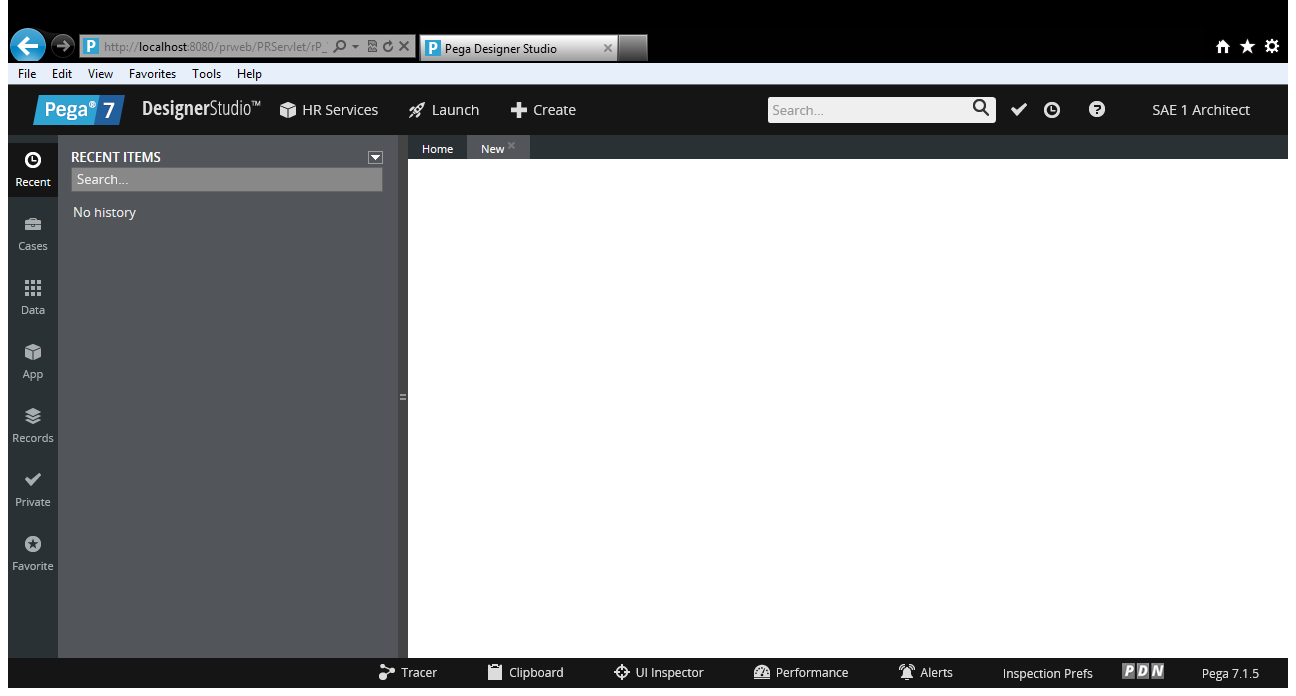 P http://localhost:8080/prweb/PRServlet/rP_ P Pega Designer Studio
File Edit View Favorites Tools Help
Pega® 7 DesignerStudio™ HR Services Launch Create Search... SAE 1 Architect
Recent
Cases
Data
App
Records
Private
Favorite
RECENT ITEMS
Search...
No history
Home New
Tracer Clipboard UI Inspector Performance Alerts Inspection Prefs PDN Pega 7.1.5